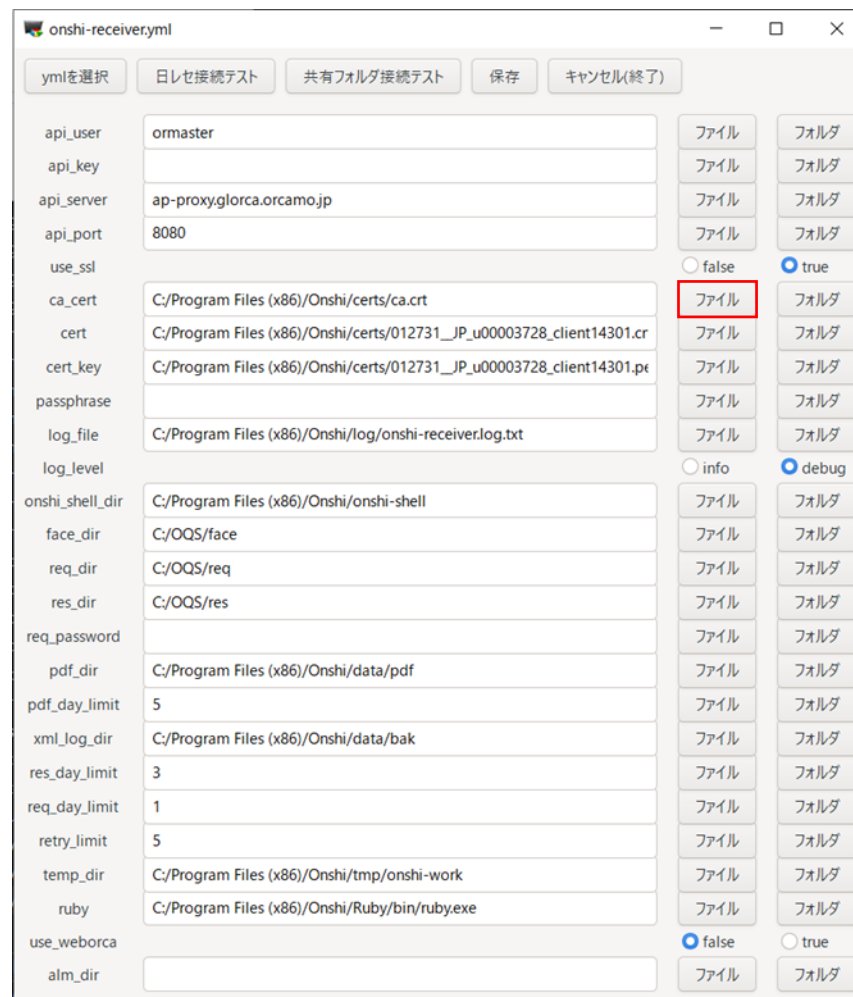 onshi-receiver.yml
ymlを選択 日レセ接続テスト 共有フォルダ接続テスト 保存 キャンセル(終了)
api_user ormaster ファイル フォルダ
api_key ファイル フォルダ
api_server ap-proxy.glorca.orcamo.jp ファイル フォルダ
api_port 8080 ファイル フォルダ
use_ssl false true
ca_cert C:/Program Files (x86)/Onshi/certs/ca.crt ファイル フォルダ
cert C:/Program Files (x86)/Onshi/certs/012731__JP_u00003728_client14301.cr ファイル フォルダ
cert_key C:/Program Files (x86)/Onshi/certs/012731__JP_u00003728_client14301.pe ファイル フォルダ
passphrase ファイル フォルダ
log_file C:/Program Files (x86)/Onshi/log/onshi-receiver.log.txt ファイル フォルダ
log_level info debug
onshi_shell_dir C:/Program Files (x86)/Onshi/onshi-shell ファイル フォルダ
face_dir C:/OQS/face ファイル フォルダ
req_dir C:/OQS/req ファイル フォルダ
res_dir C:/OQS/res ファイル フォルダ
req_password ファイル フォルダ
pdf_dir C:/Program Files (x86)/Onshi/data/pdf ファイル フォルダ
pdf_day_limit 5 ファイル フォルダ
xml_log_dir C:/Program Files (x86)/Onshi/data/bak ファイル フォルダ
res_day_limit 3 ファイル フォルダ
req_day_limit 1 ファイル フォルダ
retry_limit 5 ファイル フォルダ
temp_dir C:/Program Files (x86)/Onshi/tmp/onshi-work ファイル フォルダ
ruby C:/Program Files (x86)/Onshi/Ruby/bin/ruby.exe ファイル フォルダ
use_weborca false true
alm_dir ファイル フォルダ